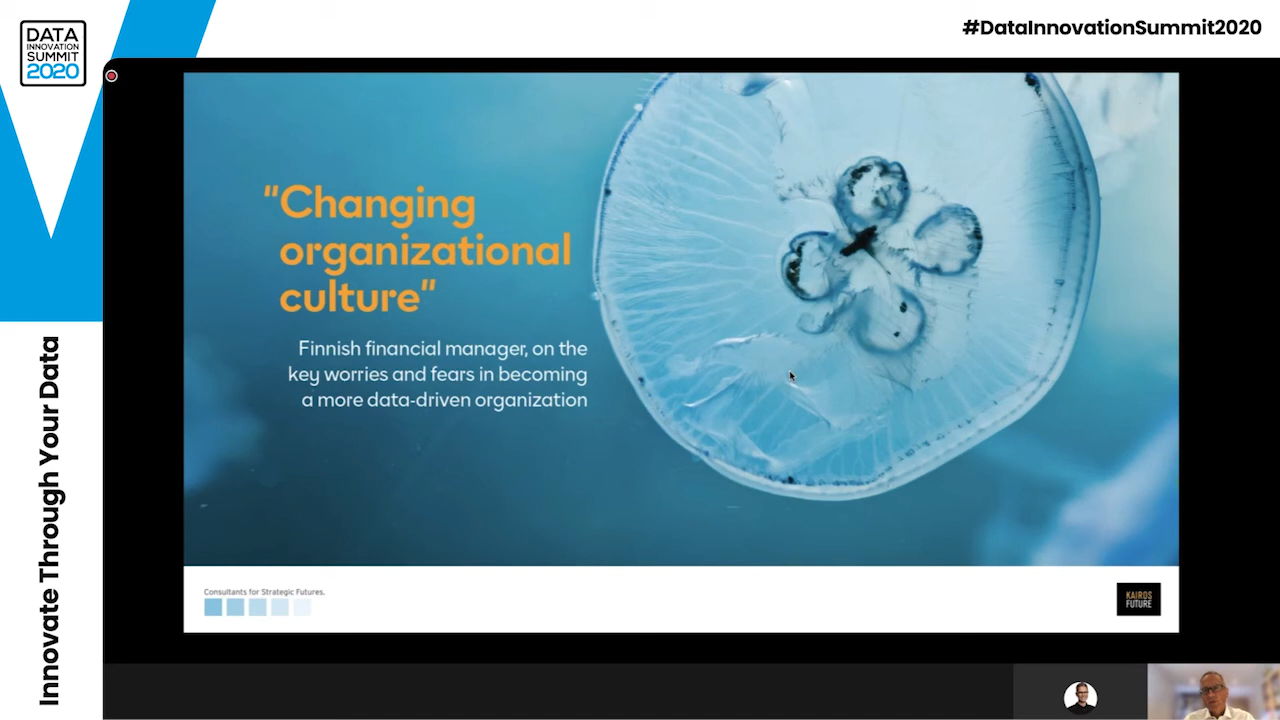 DATA
INNOVATION
SUMMIT
2020
#DataInnovationSummit2020
"Changing
organizational
culture"
Finnish financial manager, on the
key worries and fears in becoming
a more data-driven organization
Innovate Through Your Data
Consultants for Strategic Futures.
KAIROS
FUTURE